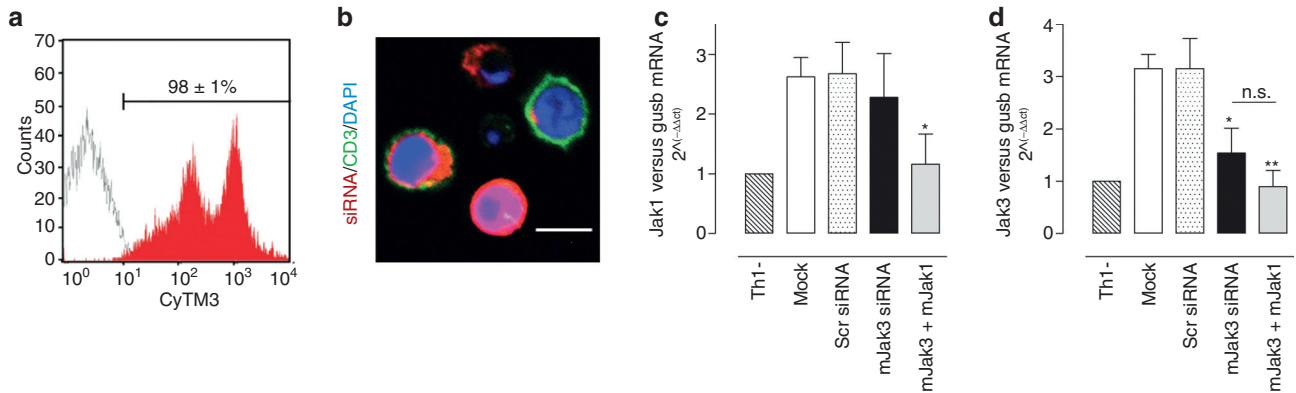 a
70
60
50
40
30
20
10
0
Counts
98 ± 1%
10^0 10^1 10^2 10^3 10^4
CyTM3
b
siRNA/CD3/DAPI
c
Jak1 versus gusb mRNA
2^(-ΔΔct)
3
2
1
0
*
Th1-
Mock
Scr siRNA
mJak3 siRNA
mJak3 + mJak1
d
Jak3 versus gusb mRNA
2^(-ΔΔct)
4
3
2
1
0
n.s.
*
**
Th1-
Mock
Scr siRNA
mJak3 siRNA
mJak3 + mJak1